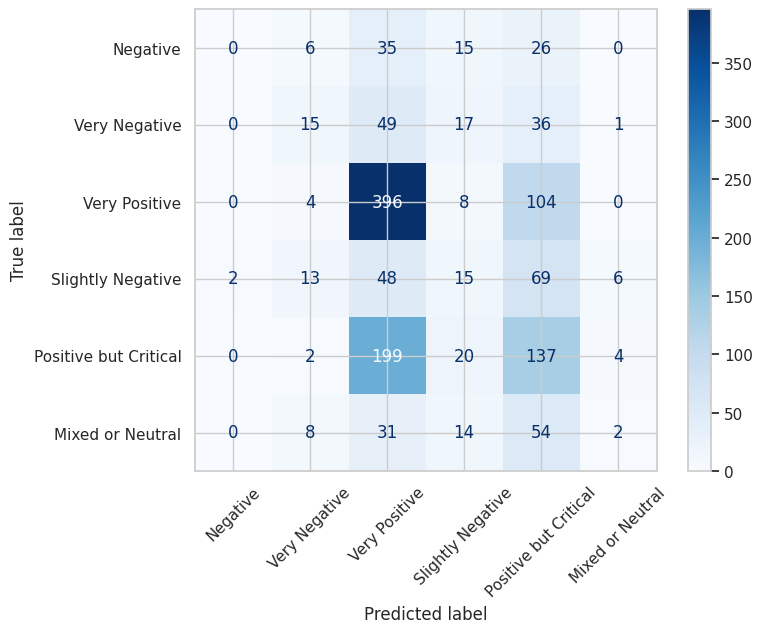 Negative 0 6 35 15 26 0
Very Negative 0 15 49 17 36 1
Very Positive 0 4 396 8 104 0
Slightly Negative 2 13 48 15 69 6
Positive but Critical 0 2 199 20 137 4
Mixed or Neutral 0 8 31 14 54 2
True label
Negative
Very Negative
Very Positive
Slightly Negative
Positive but Critical
Mixed or Neutral
Predicted label
350
300
250
200
150
100
50
0